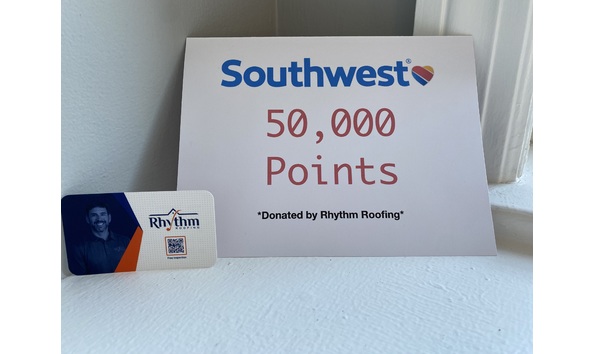 Southwest®
50,000
Points
*Donated by Rhythm Roofing*
Rhythm
ROOFING